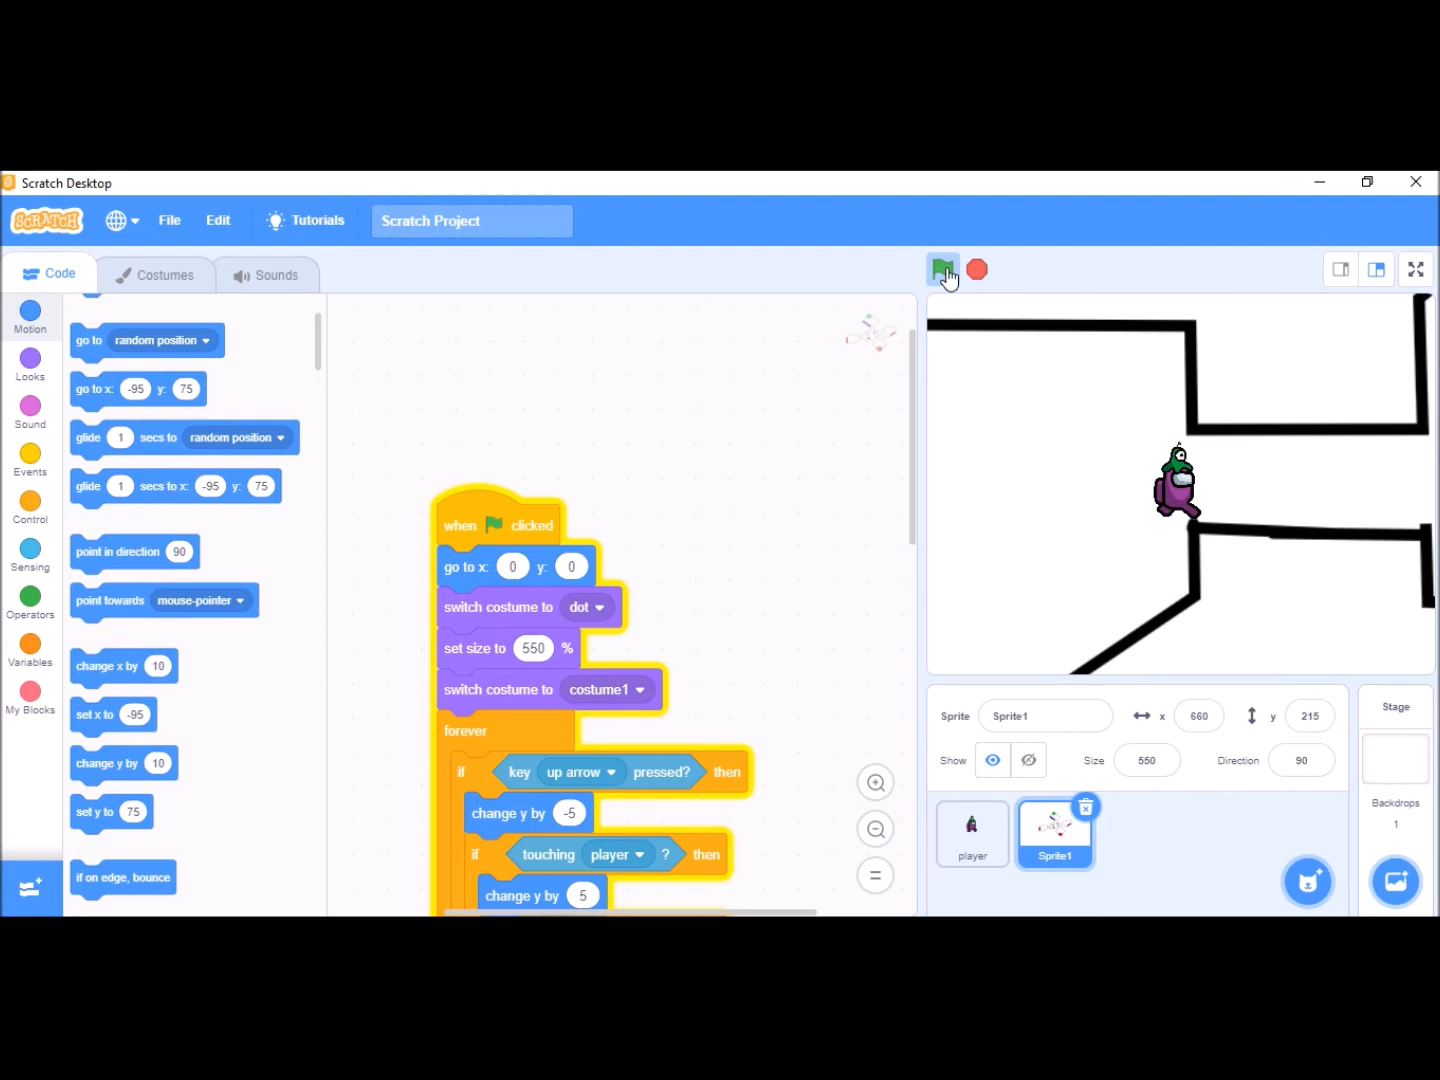 Scratch Desktop
SCRATCH
File
Edit
Tutorials
Scratch Project
Code
Costumes
Sounds
Motion
Looks
Sound
Events
Control
Sensing
Operators
Variables
My Blocks
go to random position
go to x: -95 y: 75
glide 1 secs to random position
glide 1 secs to x: -95 y: 75
point in direction 90
point towards mouse-pointer
change x by 10
set x to -95
change y by 10
set y to 75
if on edge, bounce
when clicked
go to x: 0 y: 0
switch costume to dot
set size to 550 %
switch costume to costume1
forever
if key up arrow pressed? then
change y by -5
if touching player ? then
change y by 5
Sprite Sprite1 x 660 y 215
Show Size 550 Direction 90
player
Sprite1
Stage
Backdrops
1